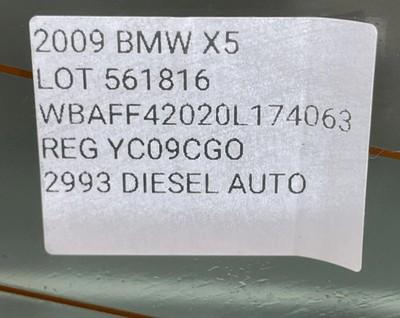 2009 BMW X5
LOT 561816
WBAFF42020L174063
REG YC09CGO
2993 DIESEL AUTO